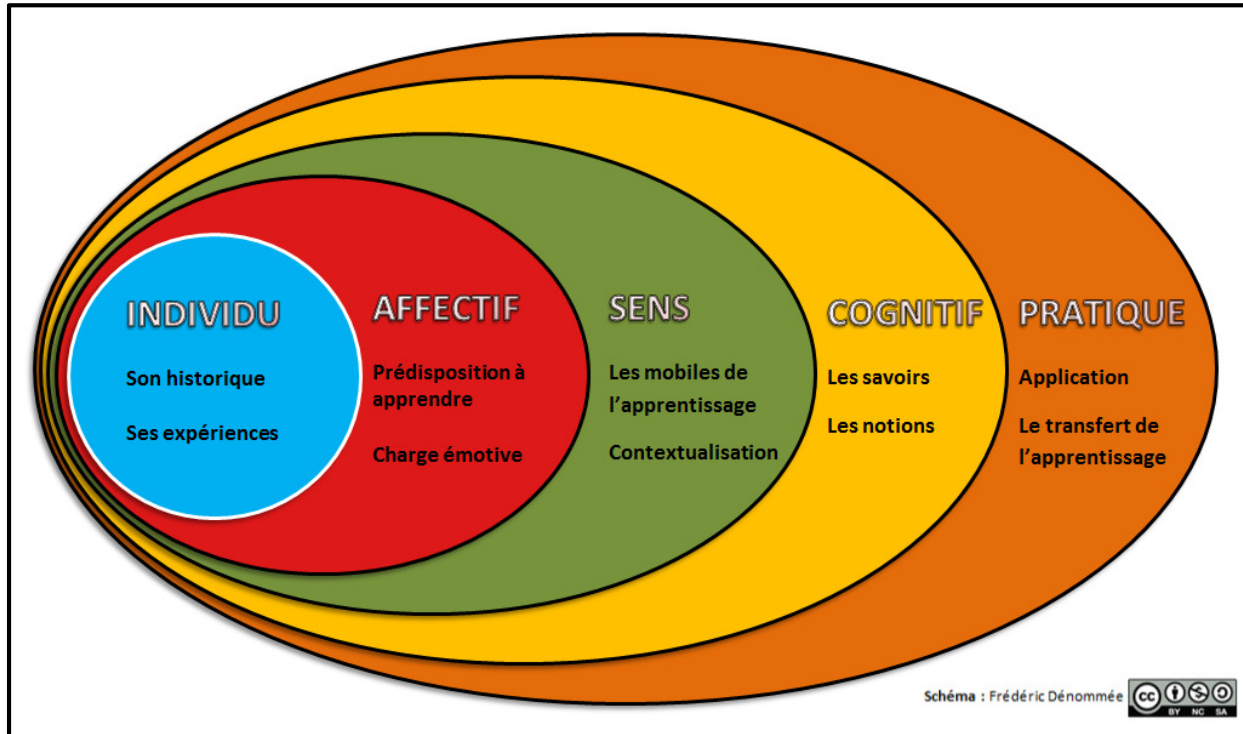 INDIVIDU
Son historique
Ses expériences
AFFECTIF
Prédisposition à
apprendre
Charge émotive
SENS
Les mobiles de
l'apprentissage
Contextualisation
COGNITIF
Les savoirs
Les notions
PRATIQUE
Application
Le transfert de
l'apprentissage
Schéma : Frédéric Dénommée
cc
BY NC SA